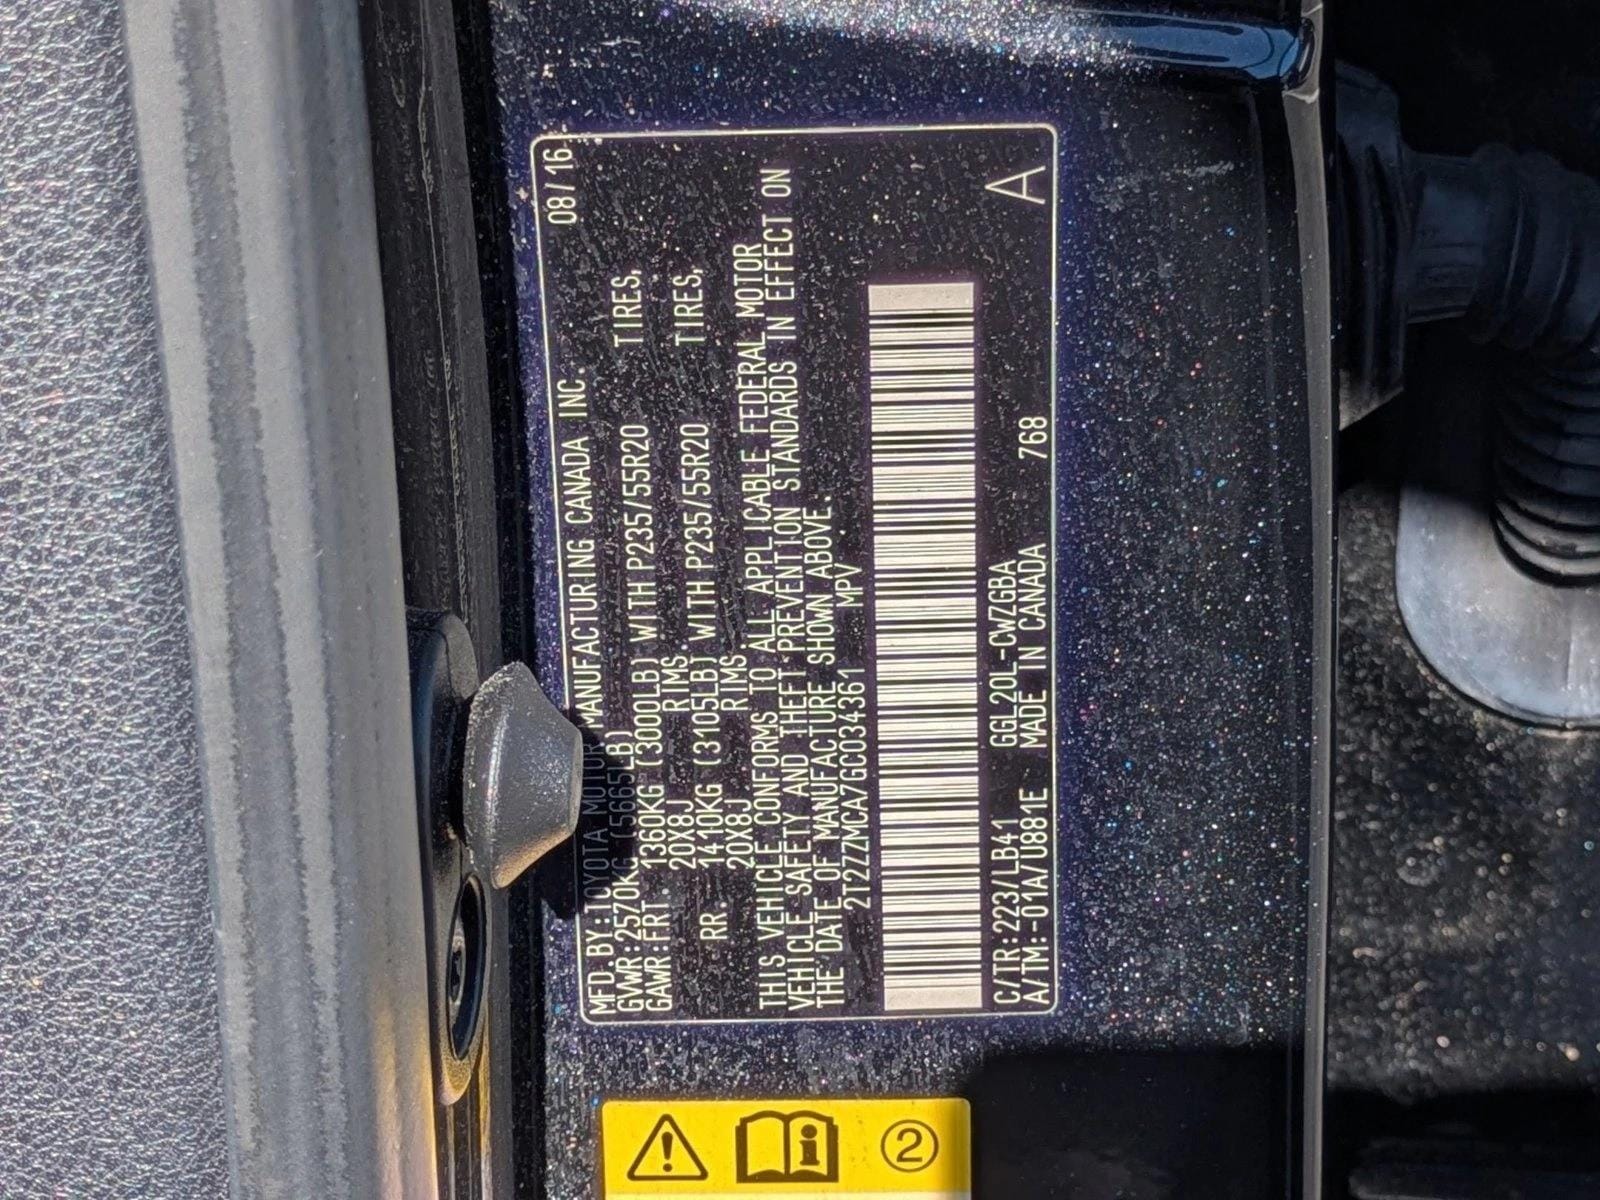 MFD.BY:TOYOTA MOTOR MANUFACTURING CANADA INC. 08/16
GVWR:2570KG(5665LB)
GAWR:FRT. 1360KG(3000LB) WITH P235/55R20 TIRES,
20X8J RIMS.
RR. 1410KG (3105LB) WITH P235/55R20 TIRES,
20X8J RIMS
THIS VEHICLE CONFORMS TO ALL APPLICABLE FEDERAL MOTOR
VEHICLE SAFETY AND THEFT PREVENTION STANDARDS IN EFFECT ON
THE DATE OF MANUFACTURE SHOWN ABOVE.
2T2ZZMCA7GC034361 MPV
C/TR:223/LB41 GGL20L-CWZGBA
A/TM:-01A/U881E MADE IN CANADA 768 A
2